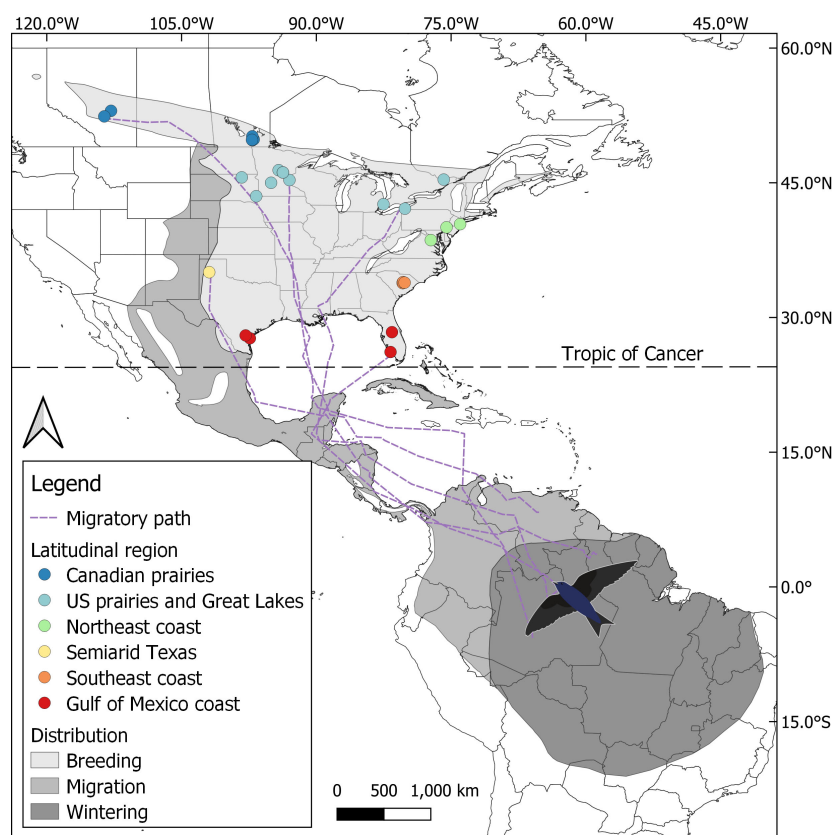 120.0°W 105.0°W 90.0°W 75.0°W 60.0°W 45.0°W
60.0°N
45.0°N
30.0°N
Tropic of Cancer
15.0°N
Legend
Migratory path
Latitudinal region
Canadian prairies
US prairies and Great Lakes
Northeast coast
Semiarid Texas
Southeast coast
Gulf of Mexico coast
0.0°
15.0°S
Distribution
Breeding
Migration
Wintering
0 500 1,000 km